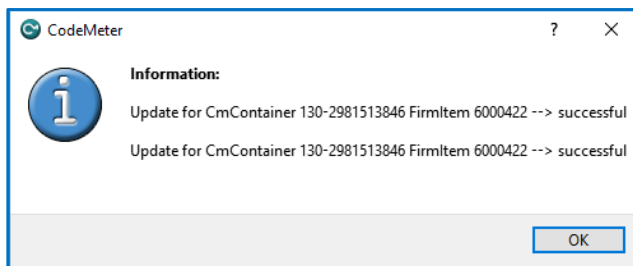 CodeMeter
?
Information:
Update for CmContainer 130-2981513846 FirmItem 6000422 --> successful
Update for CmContainer 130-2981513846 FirmItem 6000422 --> successful
OK